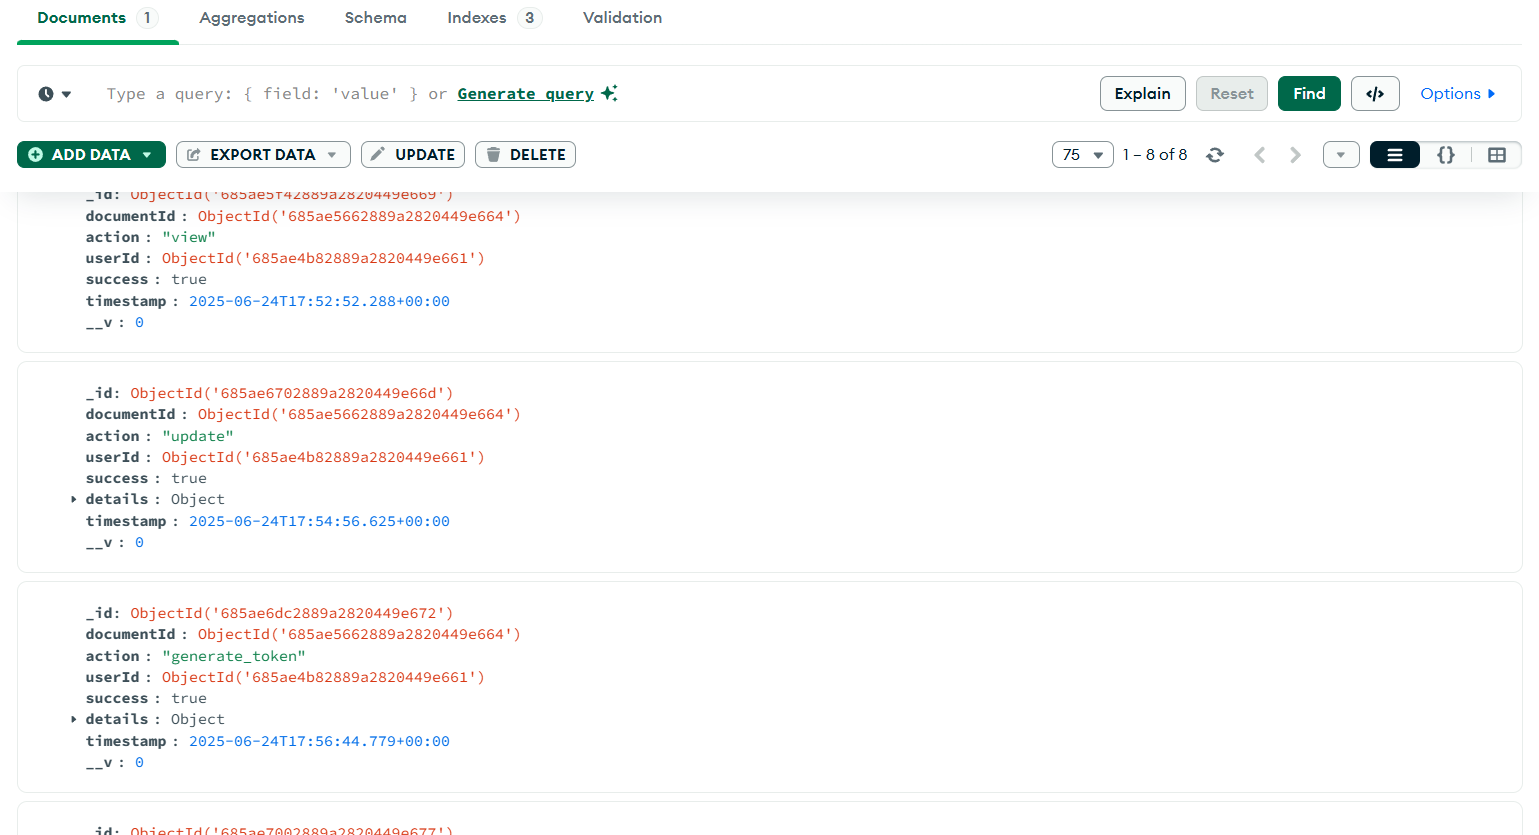 Documents 1 Aggregations Schema Indexes 3 Validation
Type a query: { field: 'value' } or Generate query Explain Reset Find </> Options
ADD DATA EXPORT DATA UPDATE DELETE 75 1 – 8 of 8 {}
_id: ObjectId('685ae5f42889a2820449e669')
documentId : ObjectId('685ae5662889a2820449e664')
action : "view"
userId : ObjectId('685ae4b82889a2820449e661')
success : true
timestamp : 2025-06-24T17:52:52.288+00:00
__v : 0
_id: ObjectId('685ae6702889a2820449e66d')
documentId : ObjectId('685ae5662889a2820449e664')
action : "update"
userId : ObjectId('685ae4b82889a2820449e661')
success : true
details : Object
timestamp : 2025-06-24T17:54:56.625+00:00
__v : 0
_id: ObjectId('685ae6dc2889a2820449e672')
documentId : ObjectId('685ae5662889a2820449e664')
action : "generate_token"
userId : ObjectId('685ae4b82889a2820449e661')
success : true
details : Object
timestamp : 2025-06-24T17:56:44.779+00:00
__v : 0
_id: ObjectId('685ae7002889a2820449e677')